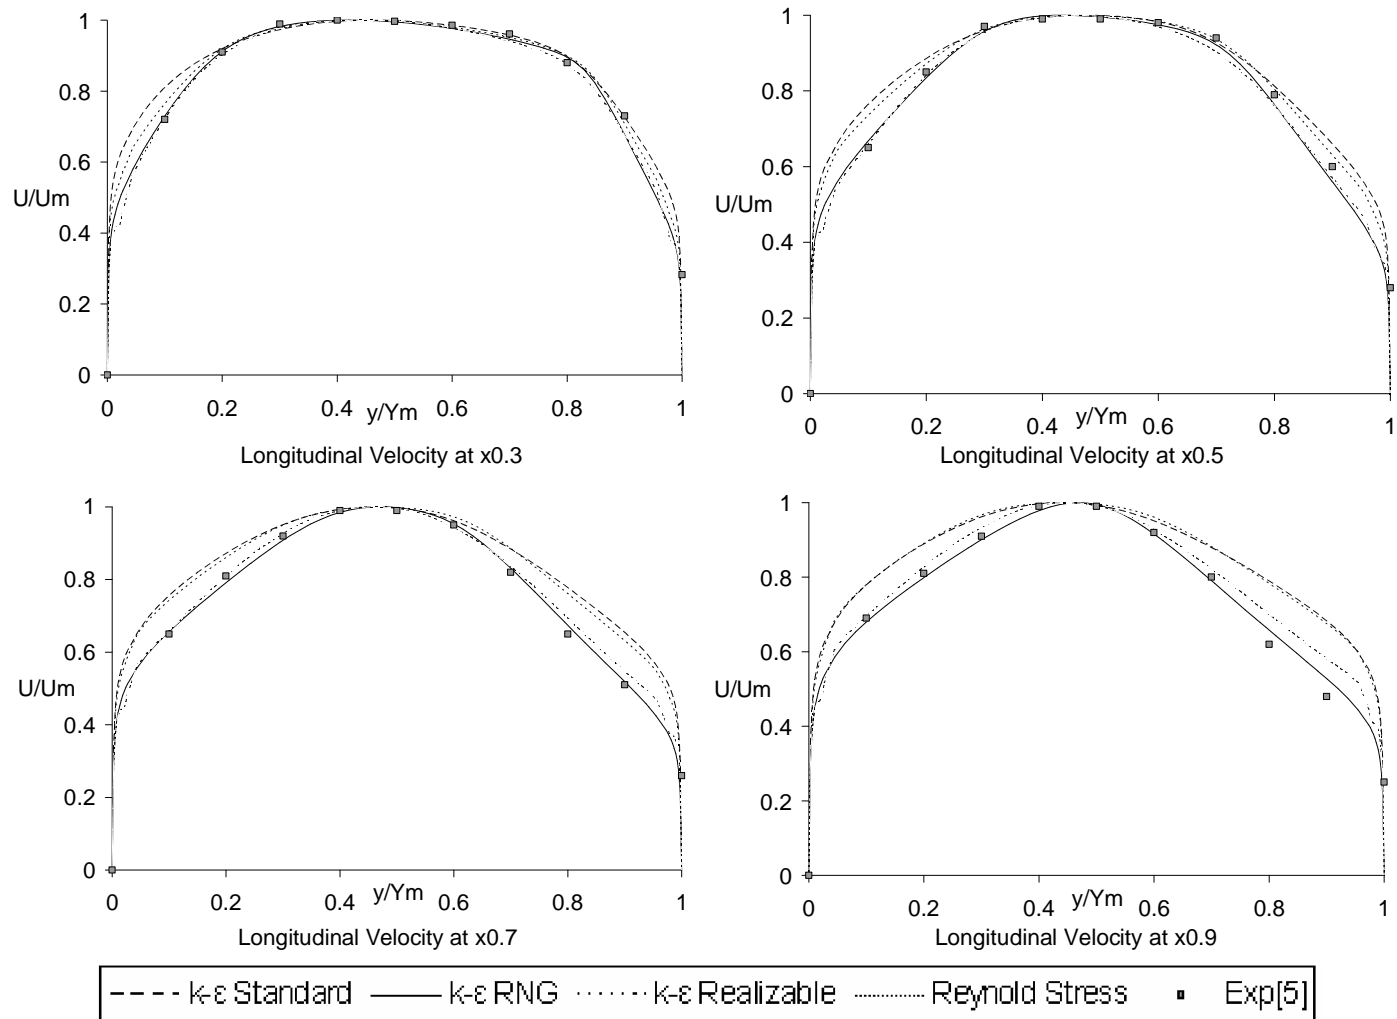 1
0.8
0.6
U/Um
0.4
0.2
0
0 0.2 0.4 y/Ym 0.6 0.8 1
Longitudinal Velocity at x0.3
1
0.8
0.6
U/Um
0.4
0.2
0
0 0.2 0.4 y/Ym 0.6 0.8 1
Longitudinal Velocity at x0.5
1
0.8
0.6
U/Um
0.4
0.2
0
0 0.2 0.4 y/Ym 0.6 0.8 1
Longitudinal Velocity at x0.7
1
0.8
0.6
U/Um
0.4
0.2
0
0 0.2 0.4 y/Ym 0.6 0.8 1
Longitudinal Velocity at x0.9
k-ε Standard k-ε RNG k-ε Realizable Reynold Stress Exp[5]